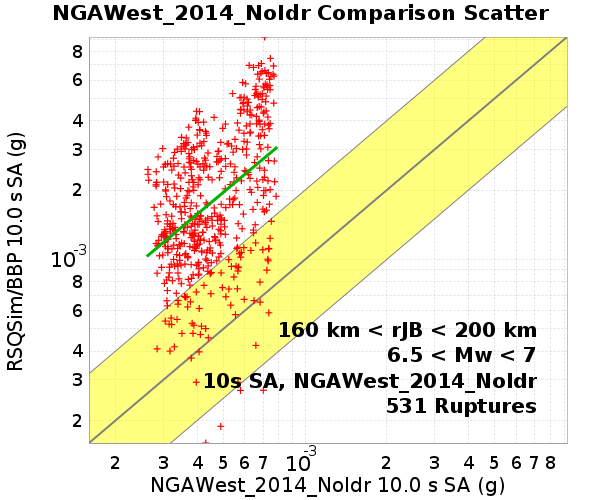 NGAWest_2014_NoIdr Comparison Scatter
RSQSim/BBP 10.0 s SA (g)
8
6
4
3
2
10⁻³
8
6
4
3
2
160 km < rJB < 200 km
6.5 < Mw < 7
10s SA, NGAWest_2014_NoIdr
531 Ruptures
2 3 4 5 6 7 10⁻³ 2 3 4 5 6 7 8
NGAWest_2014_NoIdr 10.0 s SA (g)